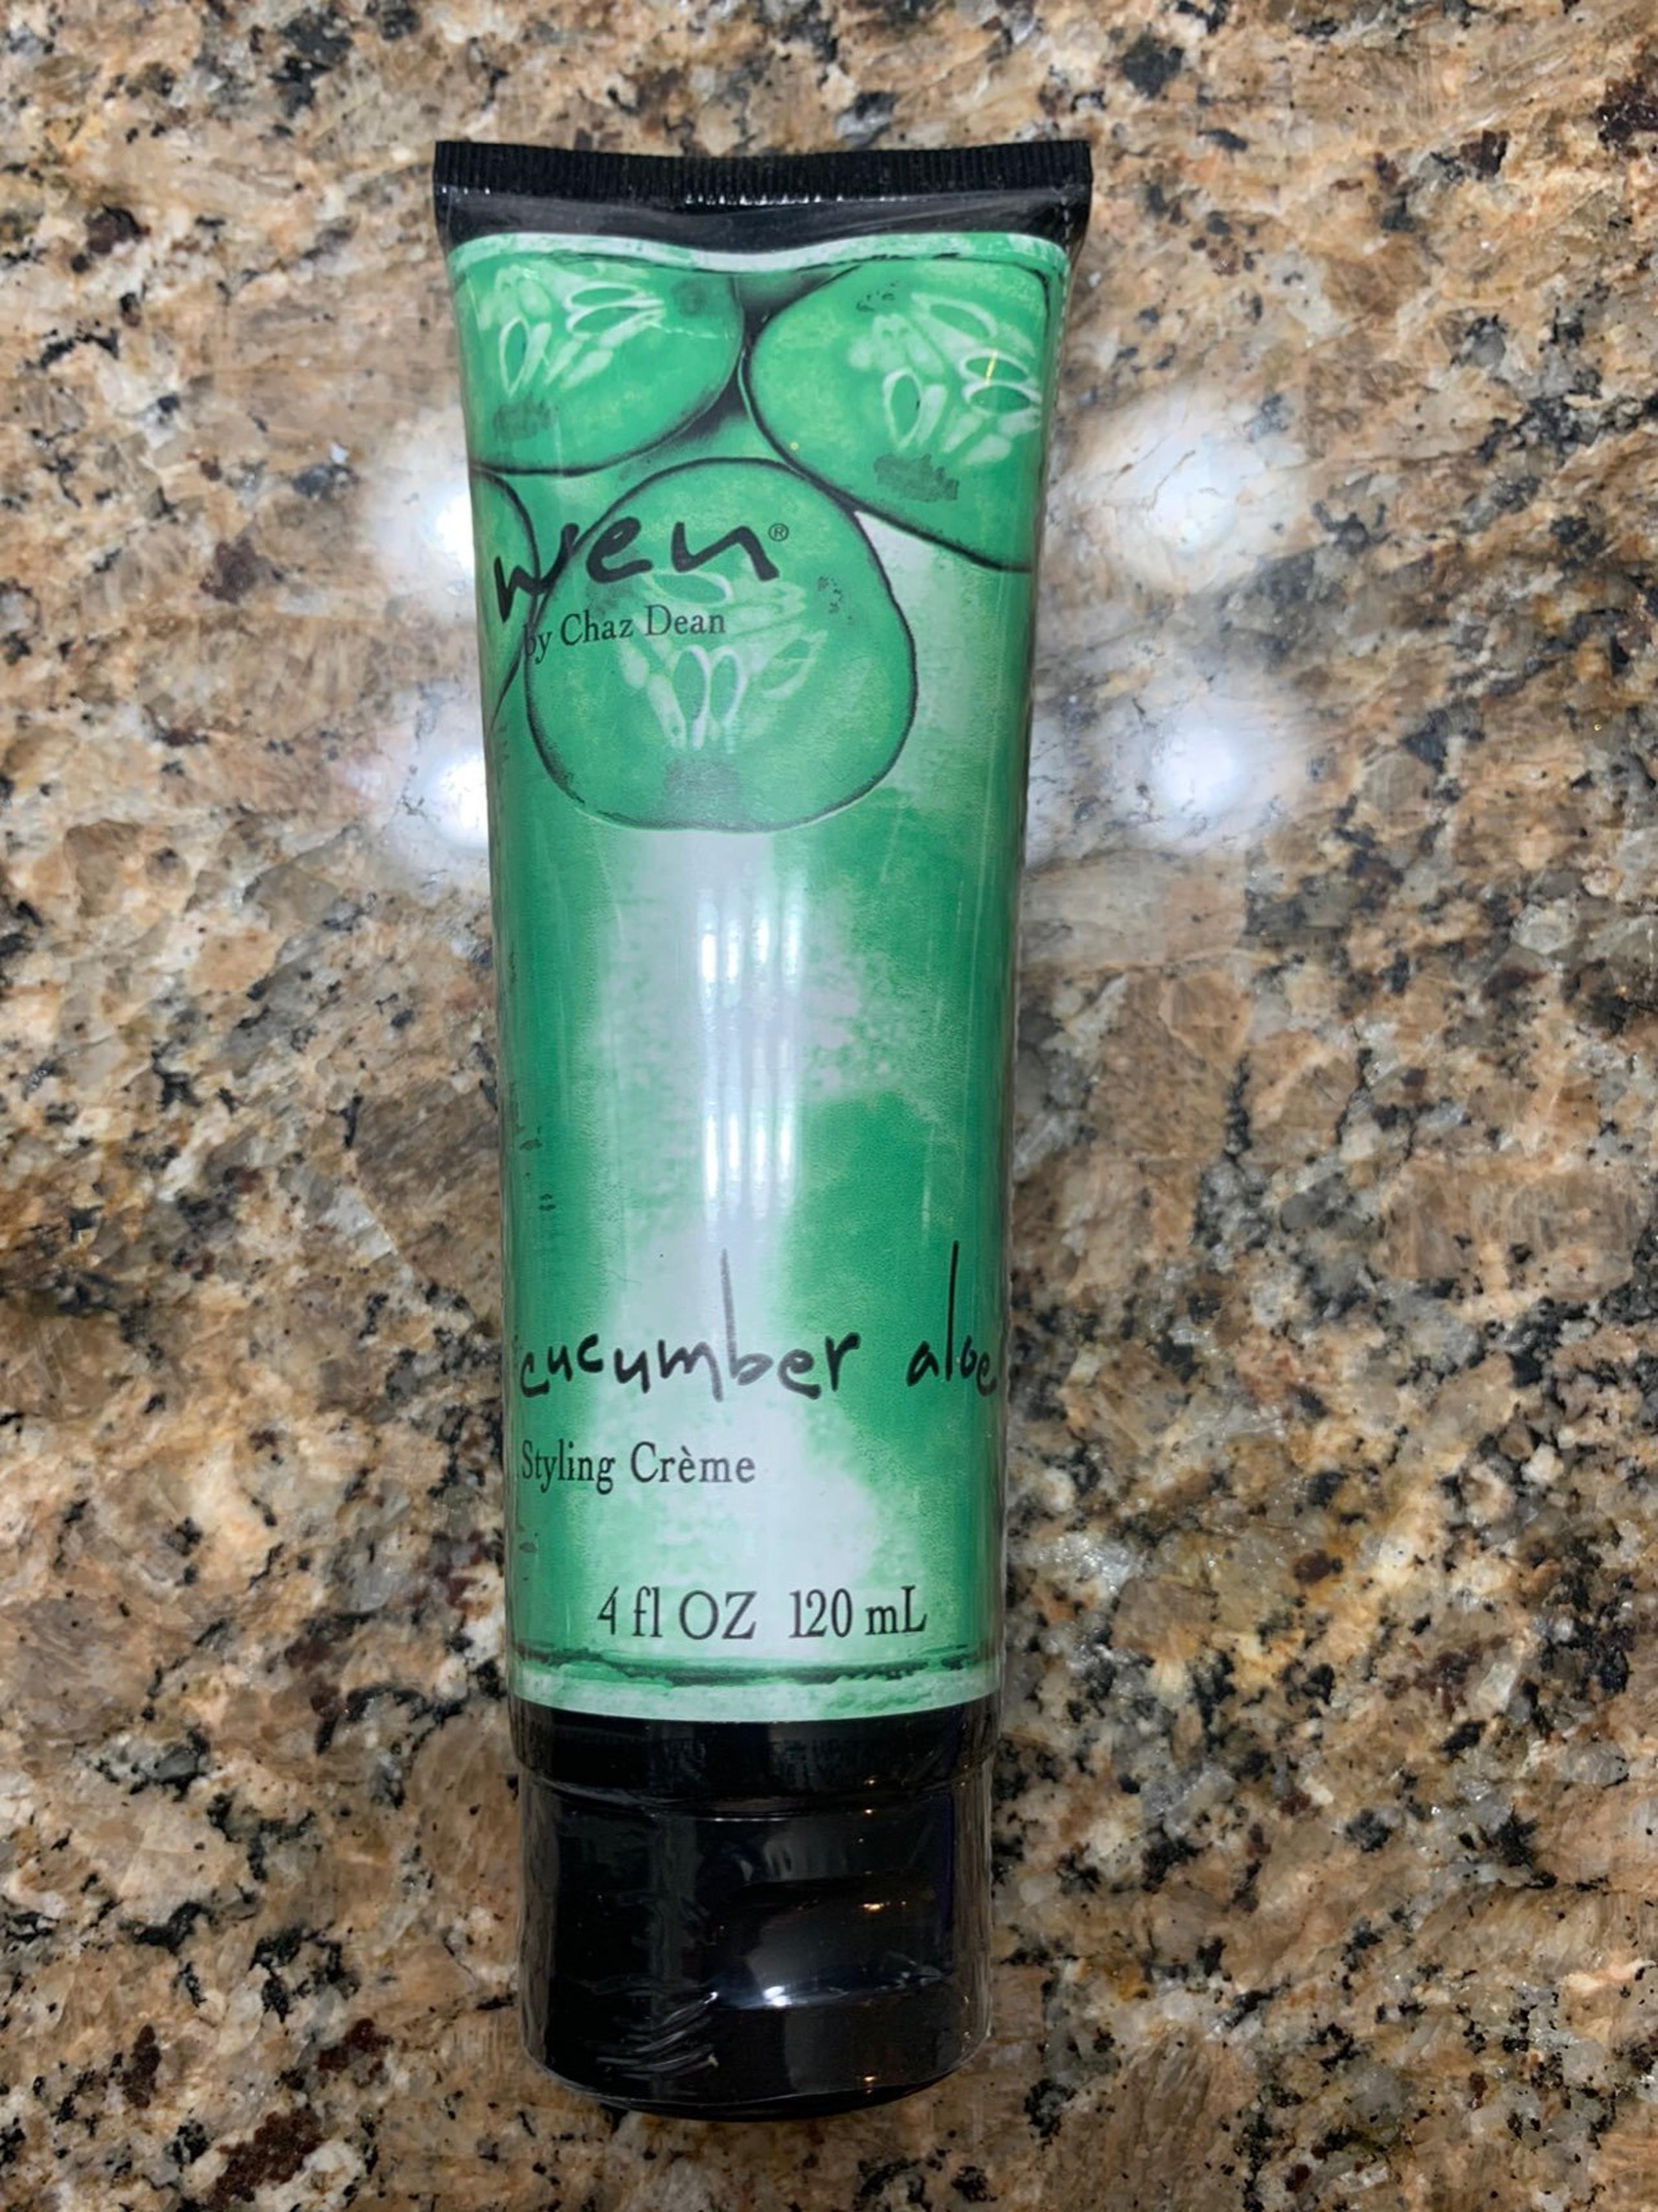 wen®
by Chaz Dean
cucumber aloe
Styling Crème
4 fl OZ 120 mL